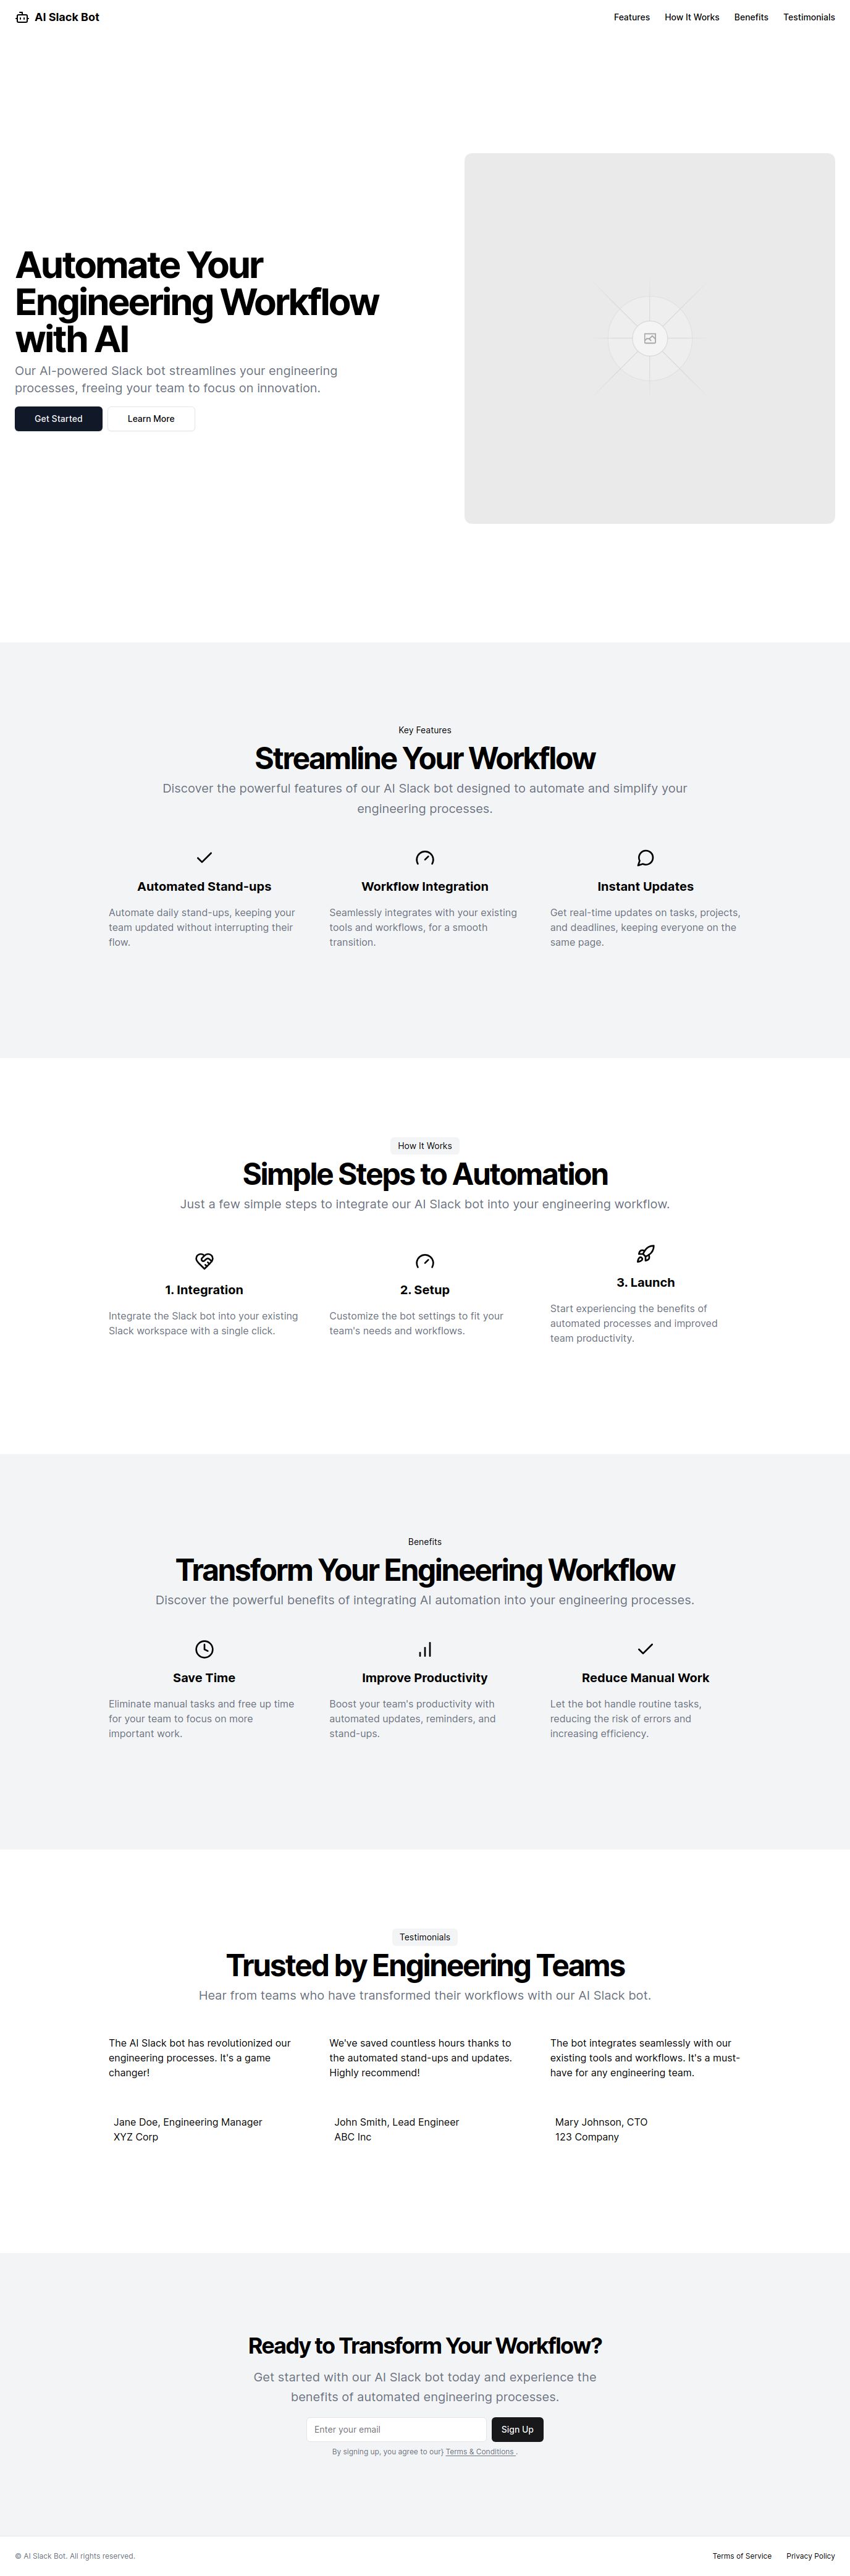 AI Slack Bot
Features
How It Works
Benefits
Testimonials
Automate Your
Engineering Workflow
with AI
Our AI-powered Slack bot streamlines your engineering
processes, freeing your team to focus on innovation.
Get Started
Learn More
Key Features
Streamline Your Workflow
Discover the powerful features of our AI Slack bot designed to automate and simplify your
engineering processes.
Automated Stand-ups
Automate daily stand-ups, keeping your
team updated without interrupting their
flow.
Workflow Integration
Seamlessly integrates with your existing
tools and workflows, for a smooth
transition.
Instant Updates
Get real-time updates on tasks, projects,
and deadlines, keeping everyone on the
same page.
How It Works
Simple Steps to Automation
Just a few simple steps to integrate our AI Slack bot into your engineering workflow.
1. Integration
Integrate the Slack bot into your existing
Slack workspace with a single click.
2. Setup
Customize the bot settings to fit your
team's needs and workflows.
3. Launch
Start experiencing the benefits of
automated processes and improved
team productivity.
Benefits
Transform Your Engineering Workflow
Discover the powerful benefits of integrating AI automation into your engineering processes.
Save Time
Eliminate manual tasks and free up time
for your team to focus on more
important work.
Improve Productivity
Boost your team's productivity with
automated updates, reminders, and
stand-ups.
Reduce Manual Work
Let the bot handle routine tasks,
reducing the risk of errors and
increasing efficiency.
Testimonials
Trusted by Engineering Teams
Hear from teams who have transformed their workflows with our AI Slack bot.
The AI Slack bot has revolutionized our
engineering processes. It's a game
changer!
Jane Doe, Engineering Manager
XYZ Corp
We've saved countless hours thanks to
the automated stand-ups and updates.
Highly recommend!
John Smith, Lead Engineer
ABC Inc
The bot integrates seamlessly with our
existing tools and workflows. It's a must-
have for any engineering team.
Mary Johnson, CTO
123 Company
Ready to Transform Your Workflow?
Get started with our AI Slack bot today and experience the
benefits of automated engineering processes.
Enter your email
Sign Up
By signing up, you agree to our} Terms & Conditions .
© AI Slack Bot. All rights reserved.
Terms of Service
Privacy Policy